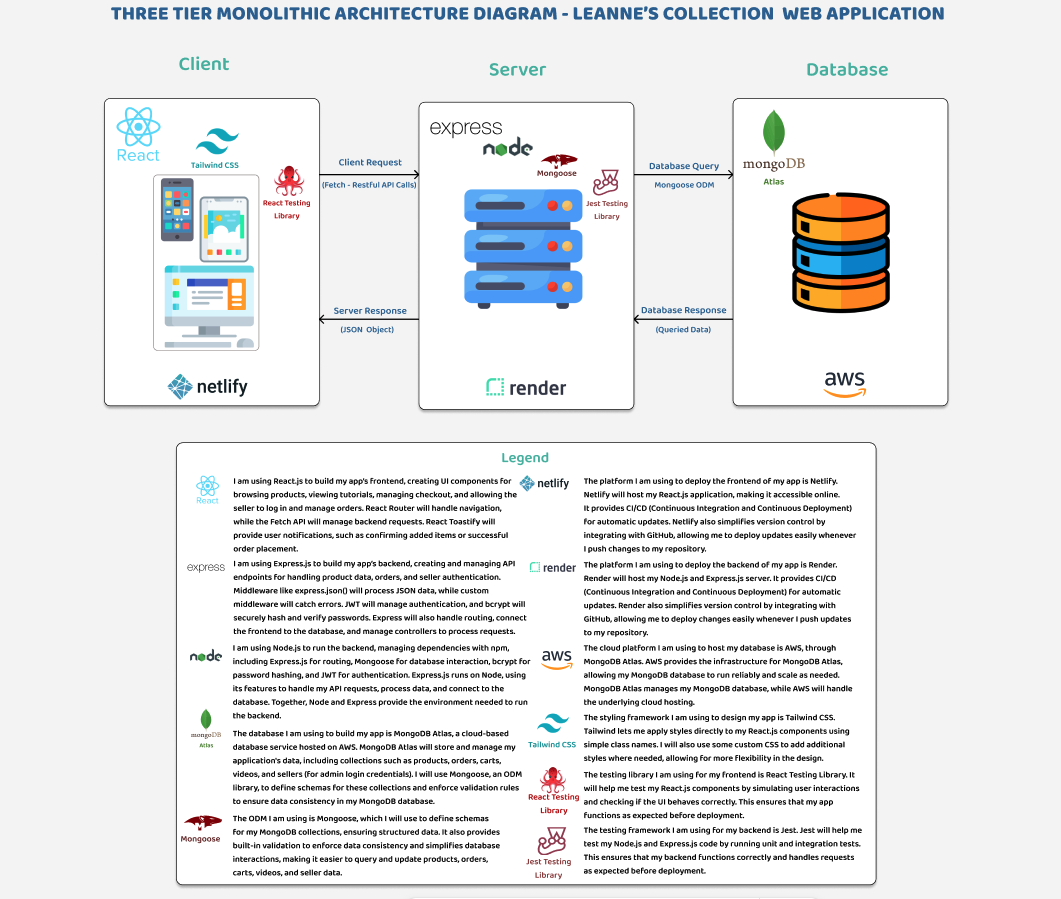 THREE TIER MONOLITHIC ARCHITECTURE DIAGRAM - LEANNE'S COLLECTION WEB APPLICATION
Client
Server
Database
React
Tailwind CSS
React Testing
Library
netlify
Client Request
(Fetch - Restful API Calls)
Server Response
(JSON Object)
express
node
Mongoose
Jest Testing
Library
render
Database Query
Mongoose ODM
Database Response
(Queried Data)
mongoDB
Atlas
aws
Legend
React
I am using React.js to build my app's frontend, creating UI components for
browsing products, viewing tutorials, managing checkout, and allowing the
seller to log in and manage orders. React Router will handle navigation,
while the Fetch API will manage backend requests. React Toastify will
provide user notifications, such as confirming added items or successful
order placement.
express
I am using Express.js to build my app's backend, creating and managing API
endpoints for handling product data, orders, and seller authentication.
Middleware like express.json() will process JSON data, while custom
middleware will catch errors. JWT will manage authentication, and bcrypt will
securely hash and verify passwords. Express will also handle routing, connect
the frontend to the database, and manage controllers to process requests.
node
I am using Node.js to run the backend, managing dependencies with npm,
including Express.js for routing, Mongoose for database interaction, bcrypt for
password hashing, and JWT for authentication. Express.js runs on Node, using
its features to handle my API requests, process data, and connect to the
database. Together, Node and Express provide the environment needed to run
the backend.
mongoDB
Atlas
The database I am using to build my app is MongoDB Atlas, a cloud-based
database service hosted on AWS. MongoDB Atlas will store and manage my
application's data, including collections such as products, orders, carts,
videos, and sellers (for admin login credentials). I will use Mongoose, an ODM
library, to define schemas for these collections and enforce validation rules
to ensure data consistency in my MongoDB database.
Mongoose
The ODM I am using is Mongoose, which I will use to define schemas
for my MongoDB collections, ensuring structured data. It also provides
built-in validation to enforce data consistency and simplifies database
interactions, making it easier to query and update products, orders,
carts, videos, and seller data.
netlify
The platform I am using to deploy the frontend of my app is Netlify.
Netlify will host my React.js application, making it accessible online.
It provides CI/CD (Continuous Integration and Continuous Deployment)
for automatic updates. Netlify also simplifies version control by
integrating with GitHub, allowing me to deploy updates easily whenever
I push changes to my repository.
render
The platform I am using to deploy the backend of my app is Render.
Render will host my Node.js and Express.js server. It provides CI/CD
(Continuous Integration and Continuous Deployment) for automatic
updates. Render also simplifies version control by integrating with
GitHub, allowing me to deploy changes easily whenever I push updates
to my repository.
aws
The cloud platform I am using to host my database is AWS, through
MongoDB Atlas. AWS provides the infrastructure for MongoDB Atlas,
allowing my MongoDB database to run reliably and scale as needed.
MongoDB Atlas manages my MongoDB database, while AWS will handle
the underlying cloud hosting.
Tailwind CSS
The styling framework I am using to design my app is Tailwind CSS.
Tailwind lets me apply styles directly to my React.js components using
simple class names. I will also use some custom CSS to add additional
styles where needed, allowing for more flexibility in the design.
React Testing
Library
The testing library I am using for my frontend is React Testing Library. It
will help me test my React.js components by simulating user interactions
and checking if the UI behaves correctly. This ensures that my app
functions as expected before deployment.
Jest Testing
Library
The testing framework I am using for my backend is Jest. Jest will help me
test my Node.js and Express.js code by running unit and integration tests.
This ensures that my backend functions correctly and handles requests
as expected before deployment.